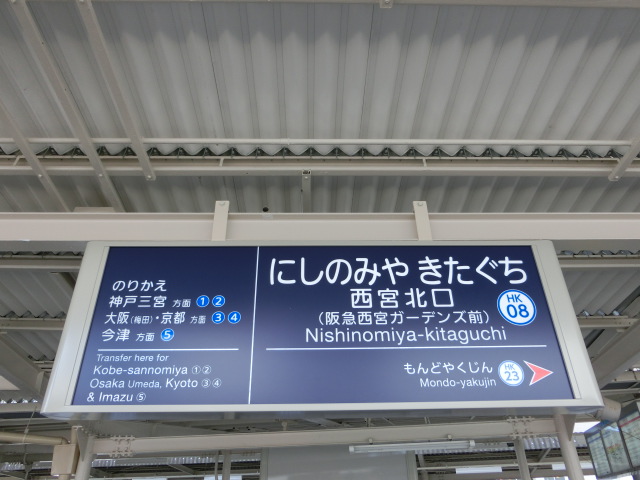 のりかえ
神戸三宮 方面 ①②
大阪(梅田)・京都 方面 ③④
今津 方面 ⑤
Transfer here for
Kobe-sannomiya ①②
Osaka Umeda, Kyoto ③④
& Imazu ⑤
にしのみや きたぐち
西宮北口
(阪急西宮ガーデンズ前)
Nishinomiya-kitaguchi
HK
08
もんどやくじん
Mondo-yakujin
HK
23